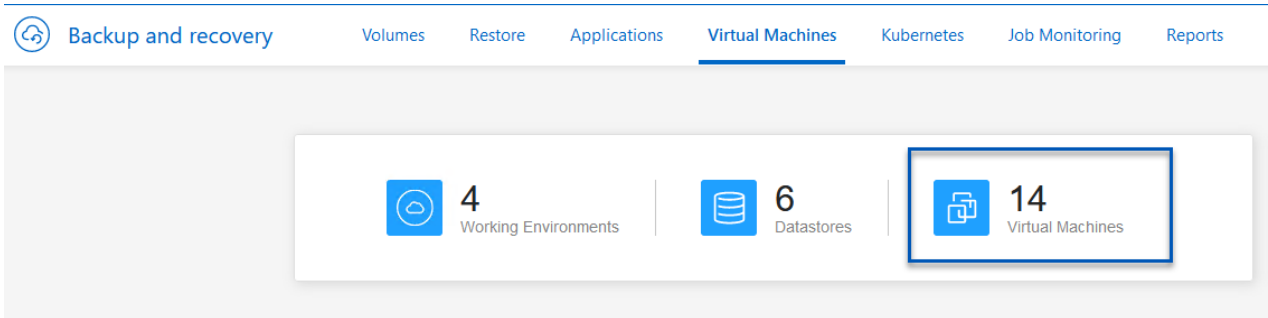 Backup and recovery Volumes Restore Applications Virtual Machines Kubernetes Job Monitoring Reports
4 6 14
Working Environments Datastores Virtual Machines